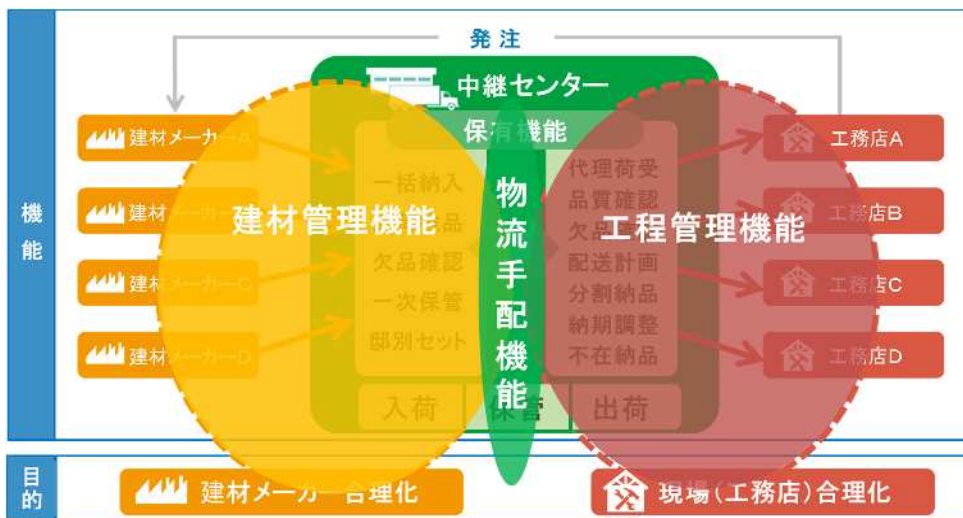 機能
発注
中継センター
保有機能
建材メーカーA
建材メーカーB
建材メーカーC
建材メーカーD
一括納入
欠品確認
一次保管
邸別セット
建材管理機能
物流手配機能
代理荷受
品質確認
配送計画
分割納品
納期調整
不在納品
工程管理機能
工務店A
工務店B
工務店C
工務店D
入荷
保管
出荷
目的
建材メーカー合理化
現場(工務店)合理化